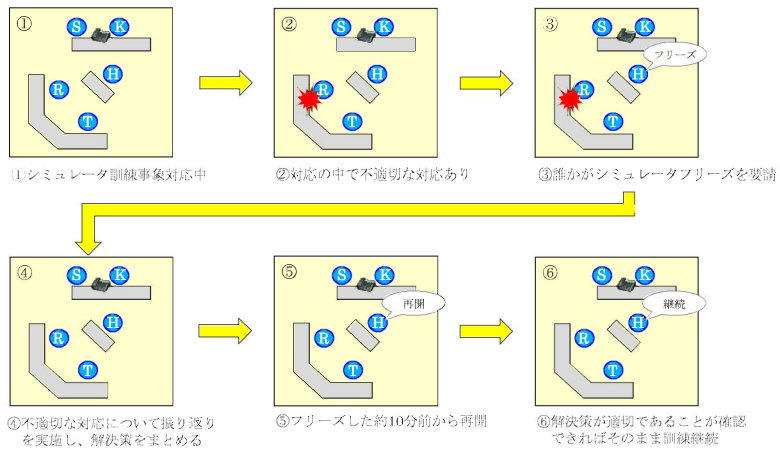 ①
S
K
H
R
T
①シミュレータ訓練事象対応中
②
S
K
H
R
T
②対応の中で不適切な対応あり
③
S
K
フリーズ
H
R
T
③誰かがシミュレータフリーズを要請
④
S
K
H
R
T
④不適切な対応について振り返り
を実施し、解決策をまとめる
⑤
S
K
再開
H
R
T
⑤フリーズした約10分前から再開
⑥
S
K
継続
H
R
T
⑥解決策が適切であることが確認
できればそのまま訓練継続